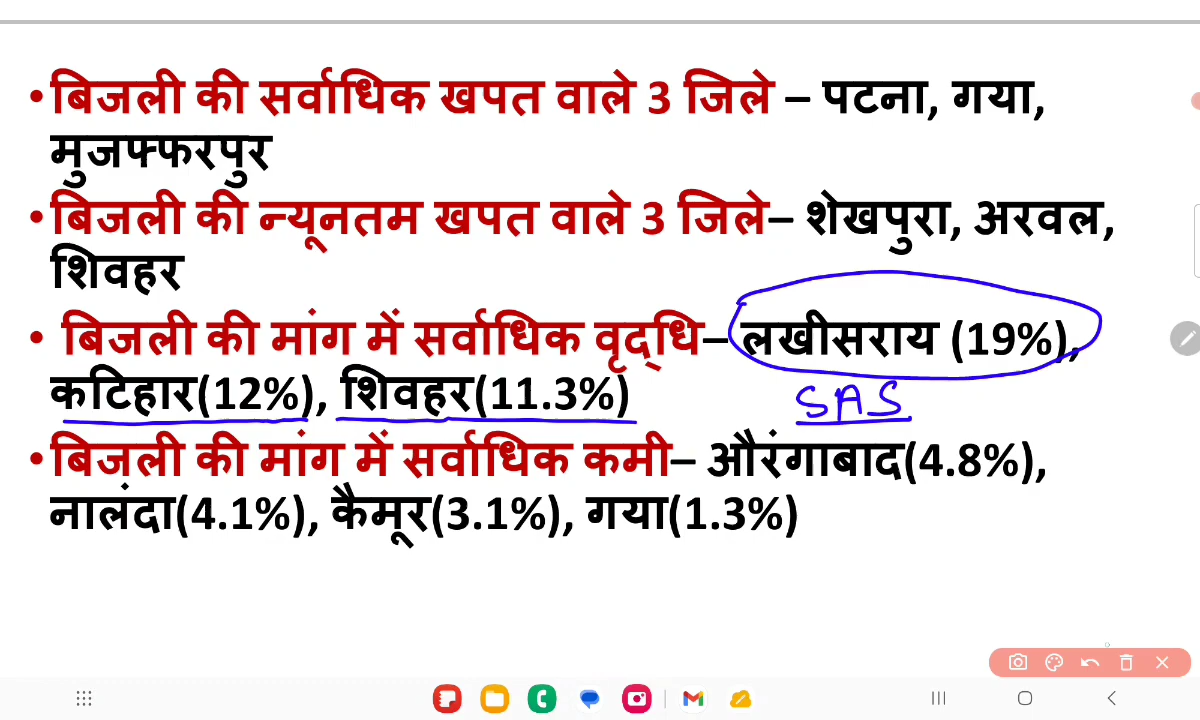 •बिजली की सर्वाधिक खपत वाले 3 जिले – पटना, गया,
मुजफ्फरपुर
•बिजली की न्यूनतम खपत वाले 3 जिले– शेखपुरा, अरवल,
शिवहर
• बिजली की मांग में सर्वाधिक वृद्धि– लखीसराय (19%),
कटिहार(12%), शिवहर(11.3%)
SAS
•बिजली की मांग में सर्वाधिक कमी– औरंगाबाद(4.8%),
नालंदा(4.1%), कैमूर(3.1%), गया(1.3%)